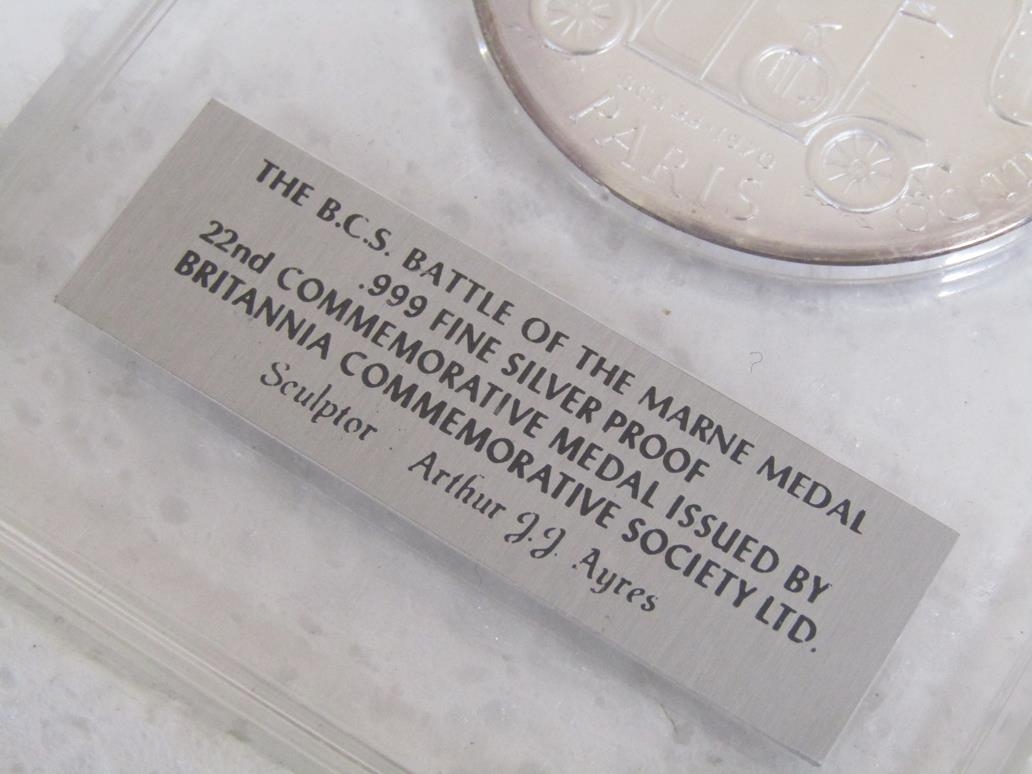 THE B.C.S. BATTLE OF THE MARNE MEDAL
.999 FINE SILVER PROOF
22nd COMMEMORATIVE MEDAL ISSUED BY
BRITANNIA COMMEMORATIVE SOCIETY LTD.
Sculptor Arthur J.J. Ayres
PARIS